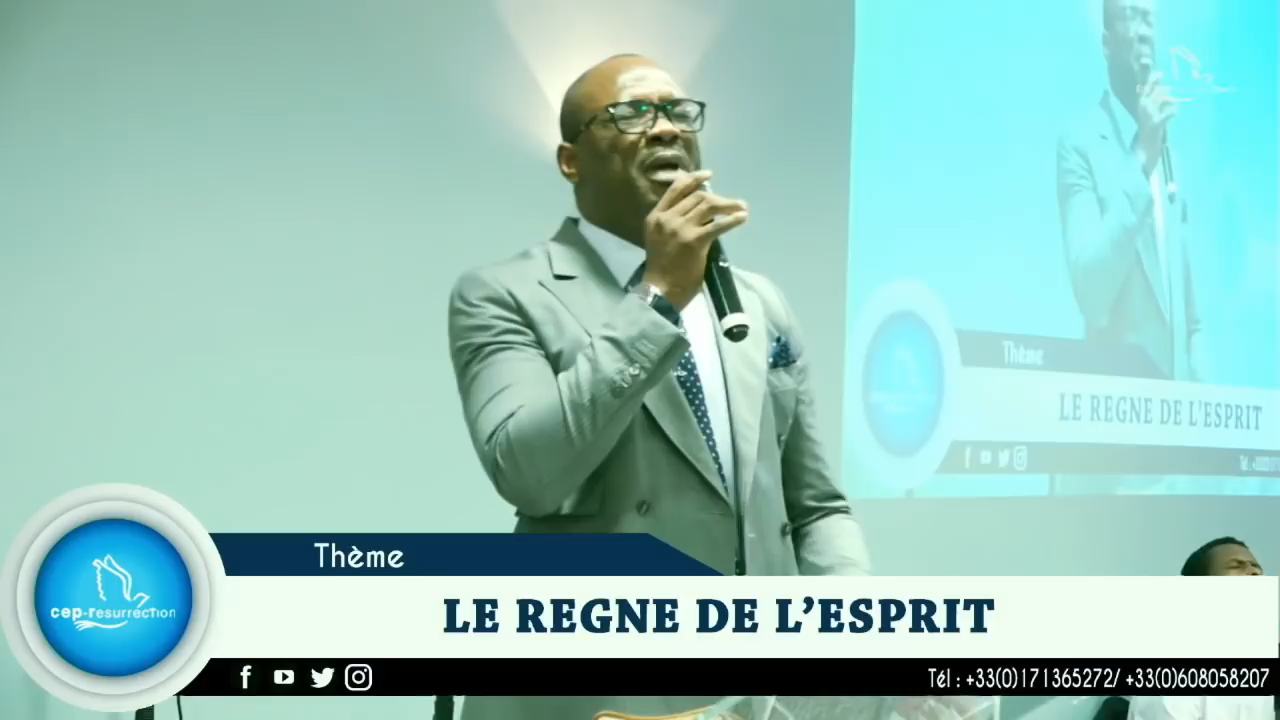 Thème
LE REGNE DE L'ESPRIT
Thème
LE REGNE DE L’ESPRIT
cep-resurrection
Tél : +33(0)171365272/ +33(0)608058207